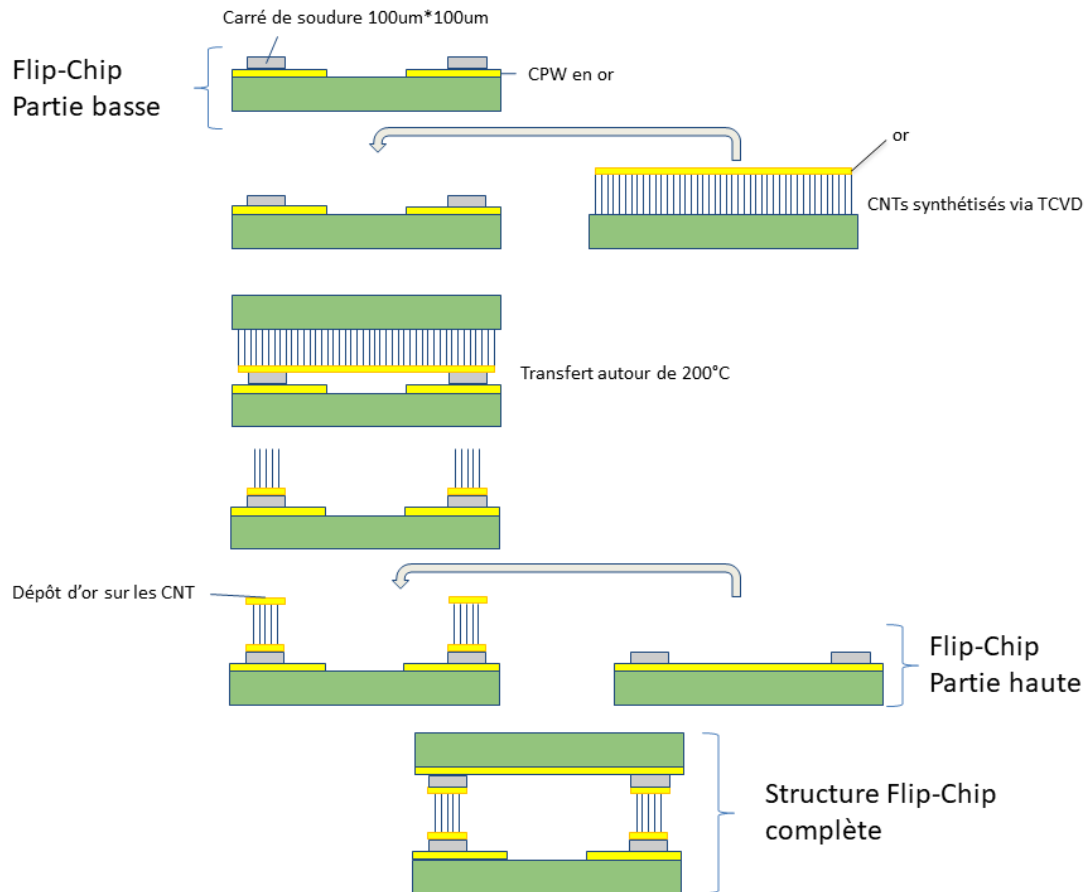 Carré de soudure 100um*100um
Flip-Chip
Partie basse
CPW en or
or
CNTs synthétisés via TCVD
Transfert autour de 200°C
Dépôt d’or sur les CNT
Flip-Chip
Partie haute
Structure Flip-Chip
complète